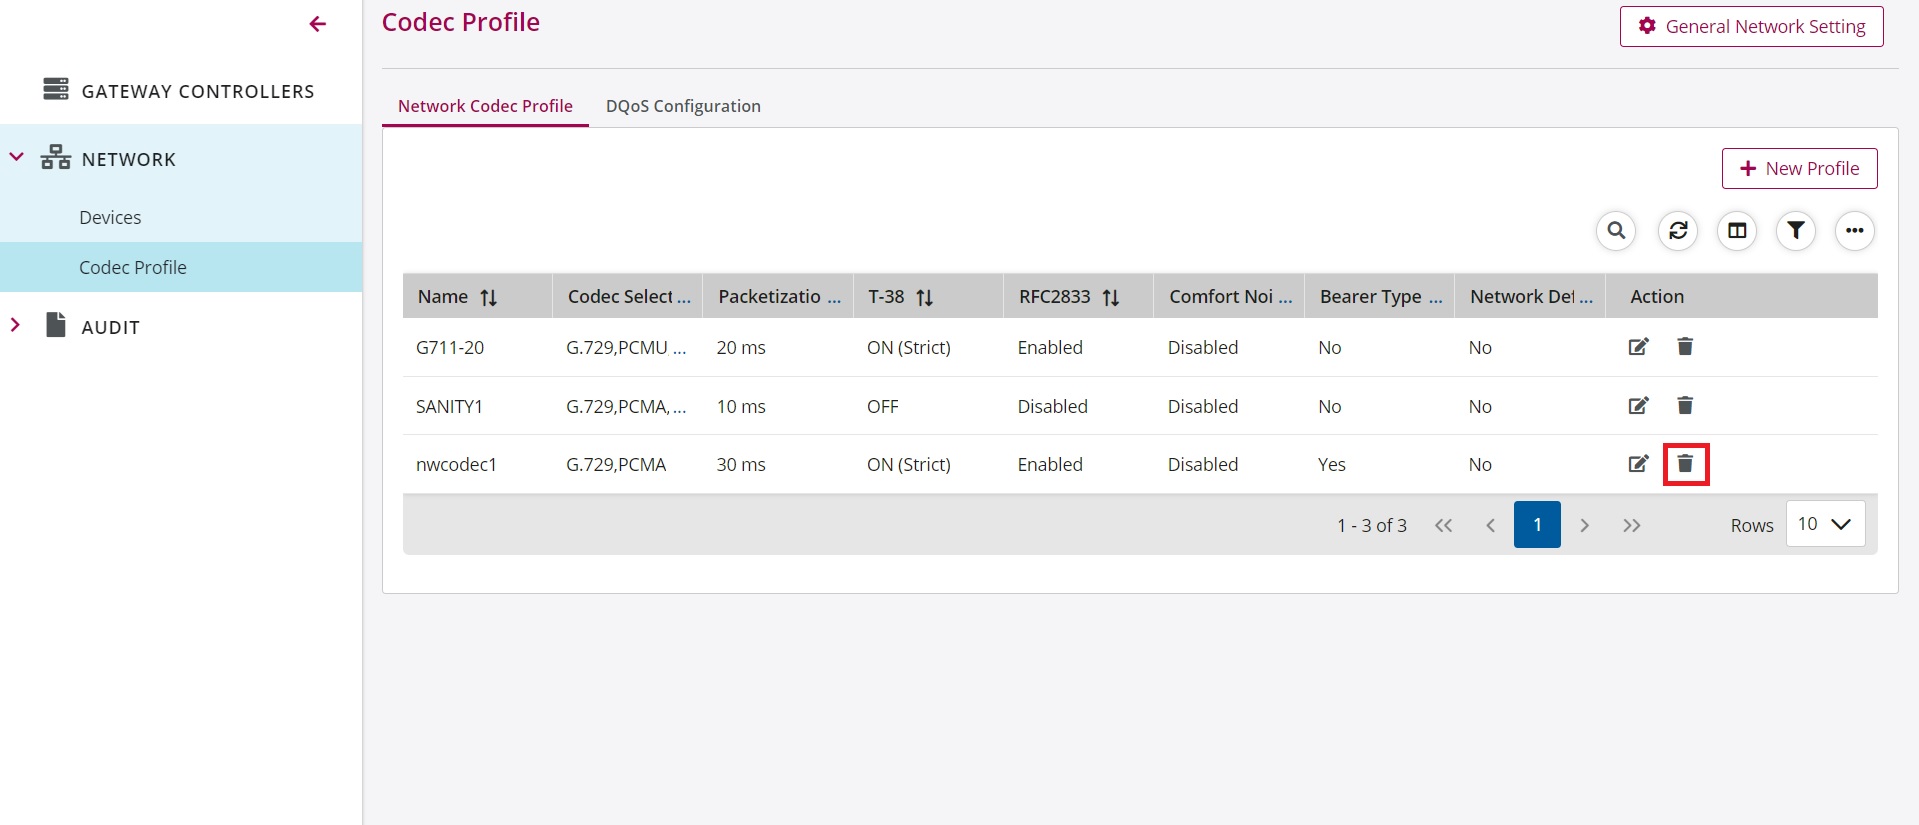 Codec Profile
General Network Setting
GATEWAY CONTROLLERS
NETWORK
Devices
Codec Profile
AUDIT
Network Codec Profile DQoS Configuration
New Profile
Name Codec Select ... Packetizatio ... T-38 RFC2833 Comfort Noi ... Bearer Type ... Network Def ... Action
G711-20 G.729,PCMU, ... 20 ms ON (Strict) Enabled Disabled No No
SANITY1 G.729,PCMA, ... 10 ms OFF Disabled Disabled No No
nwcodec1 G.729,PCMA 30 ms ON (Strict) Enabled Disabled Yes No
1 - 3 of 3 1 Rows 10